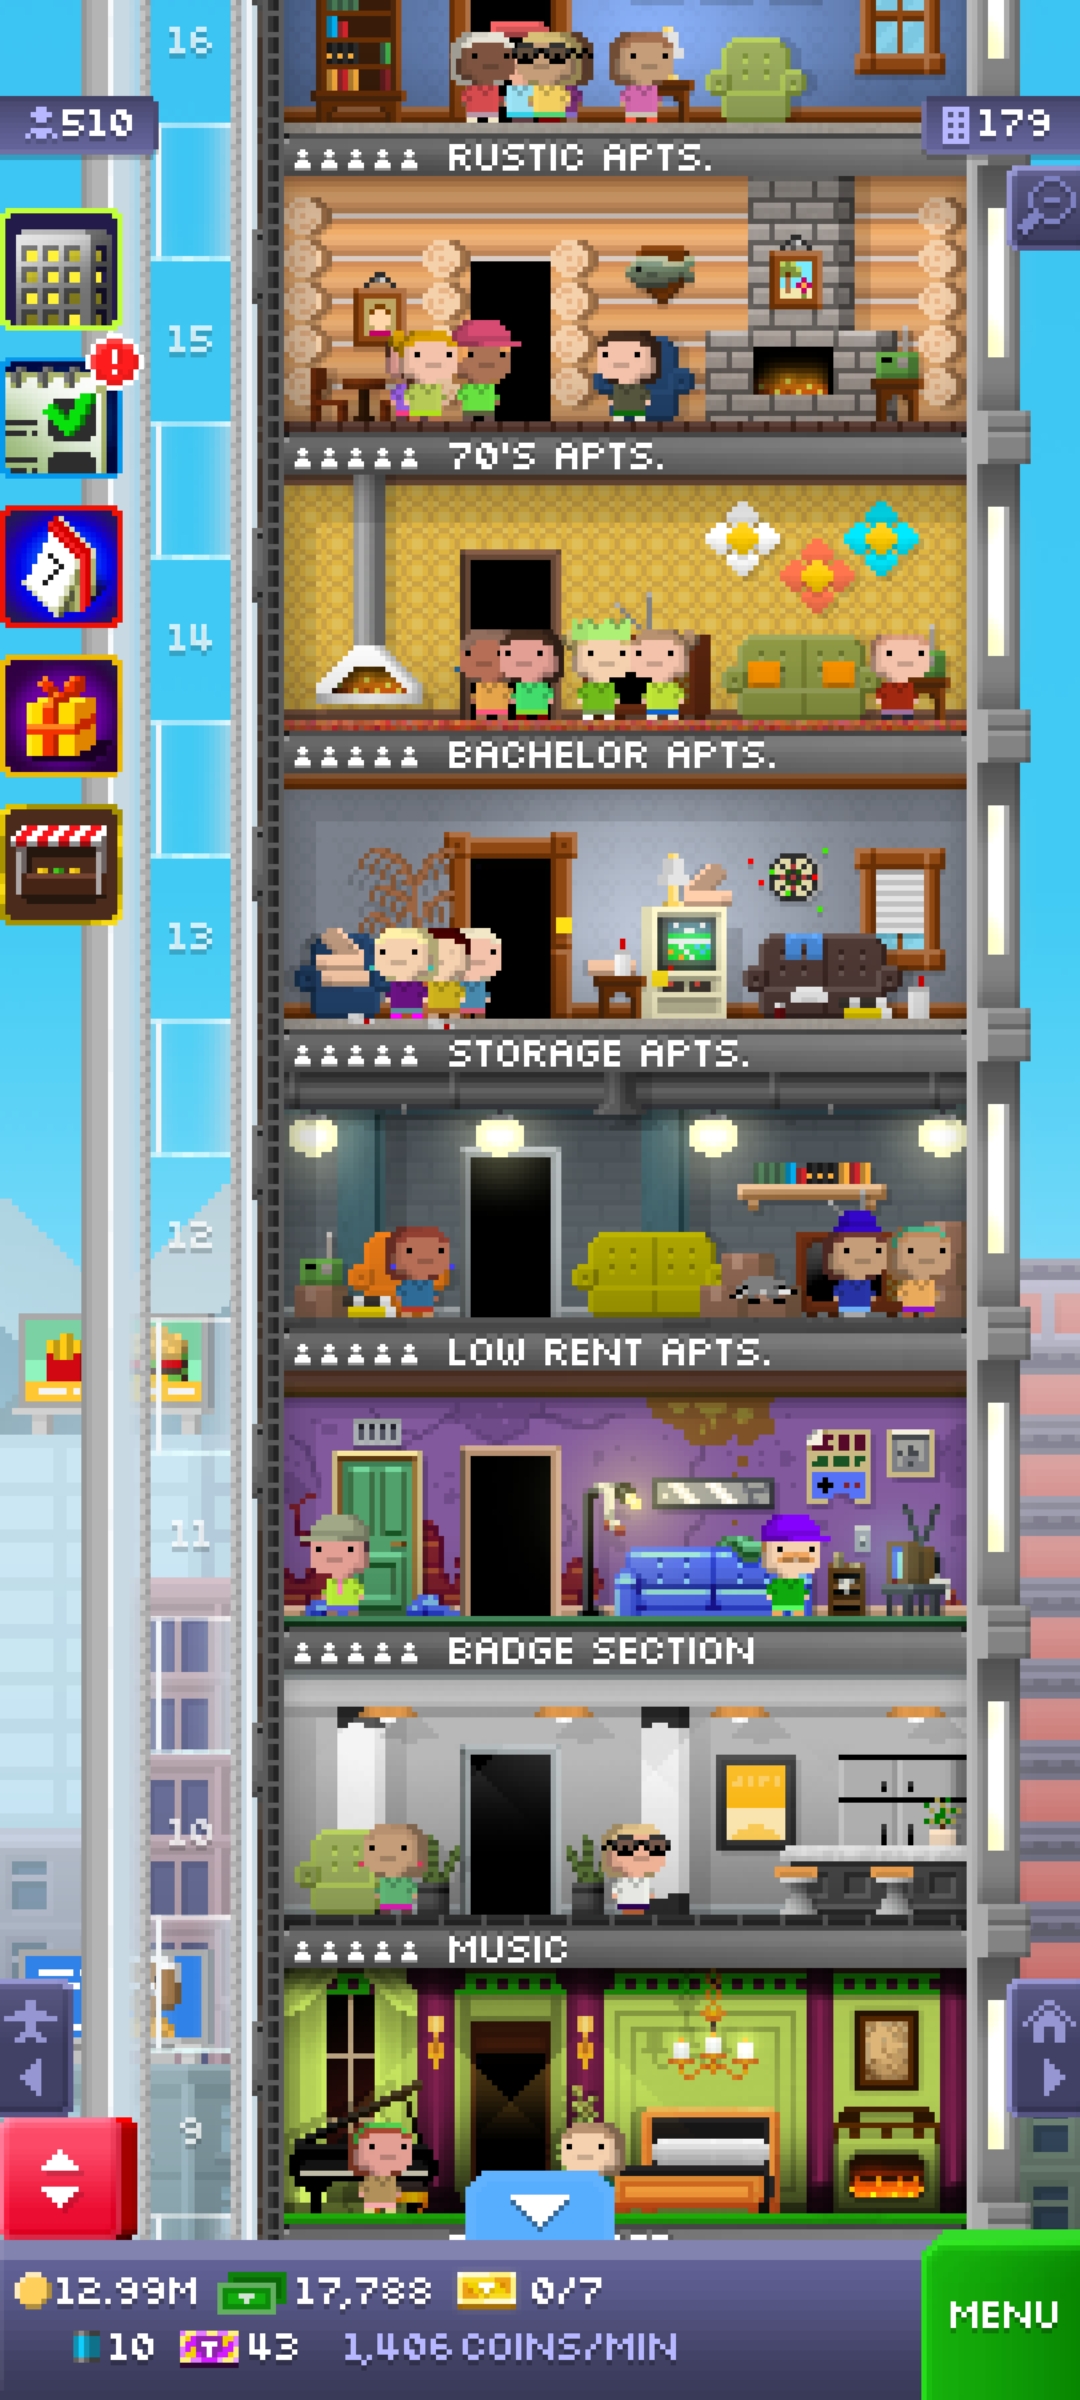 16
510
179
RUSTIC APTS.
15
!
70'S APTS.
7
14
BACHELOR APTS.
13
STORAGE APTS.
12
LOW RENT APTS.
11
BADGE SECTION
10
MUSIC
9
12.99M 17,788 0/7
10 T 43 1,406 COINS/MIN
MENU